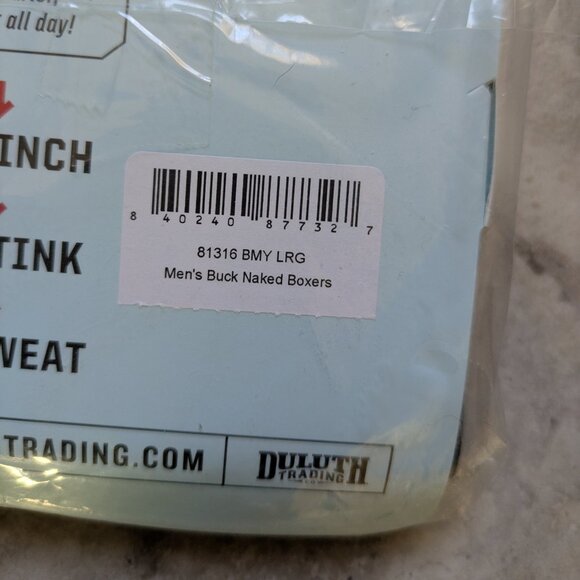 all day!
INCH
TINK
WEAT
8 40240 87732 7
81316 BMY LRG
Men's Buck Naked Boxers
TRADING.COM
DULUTH
TRADING